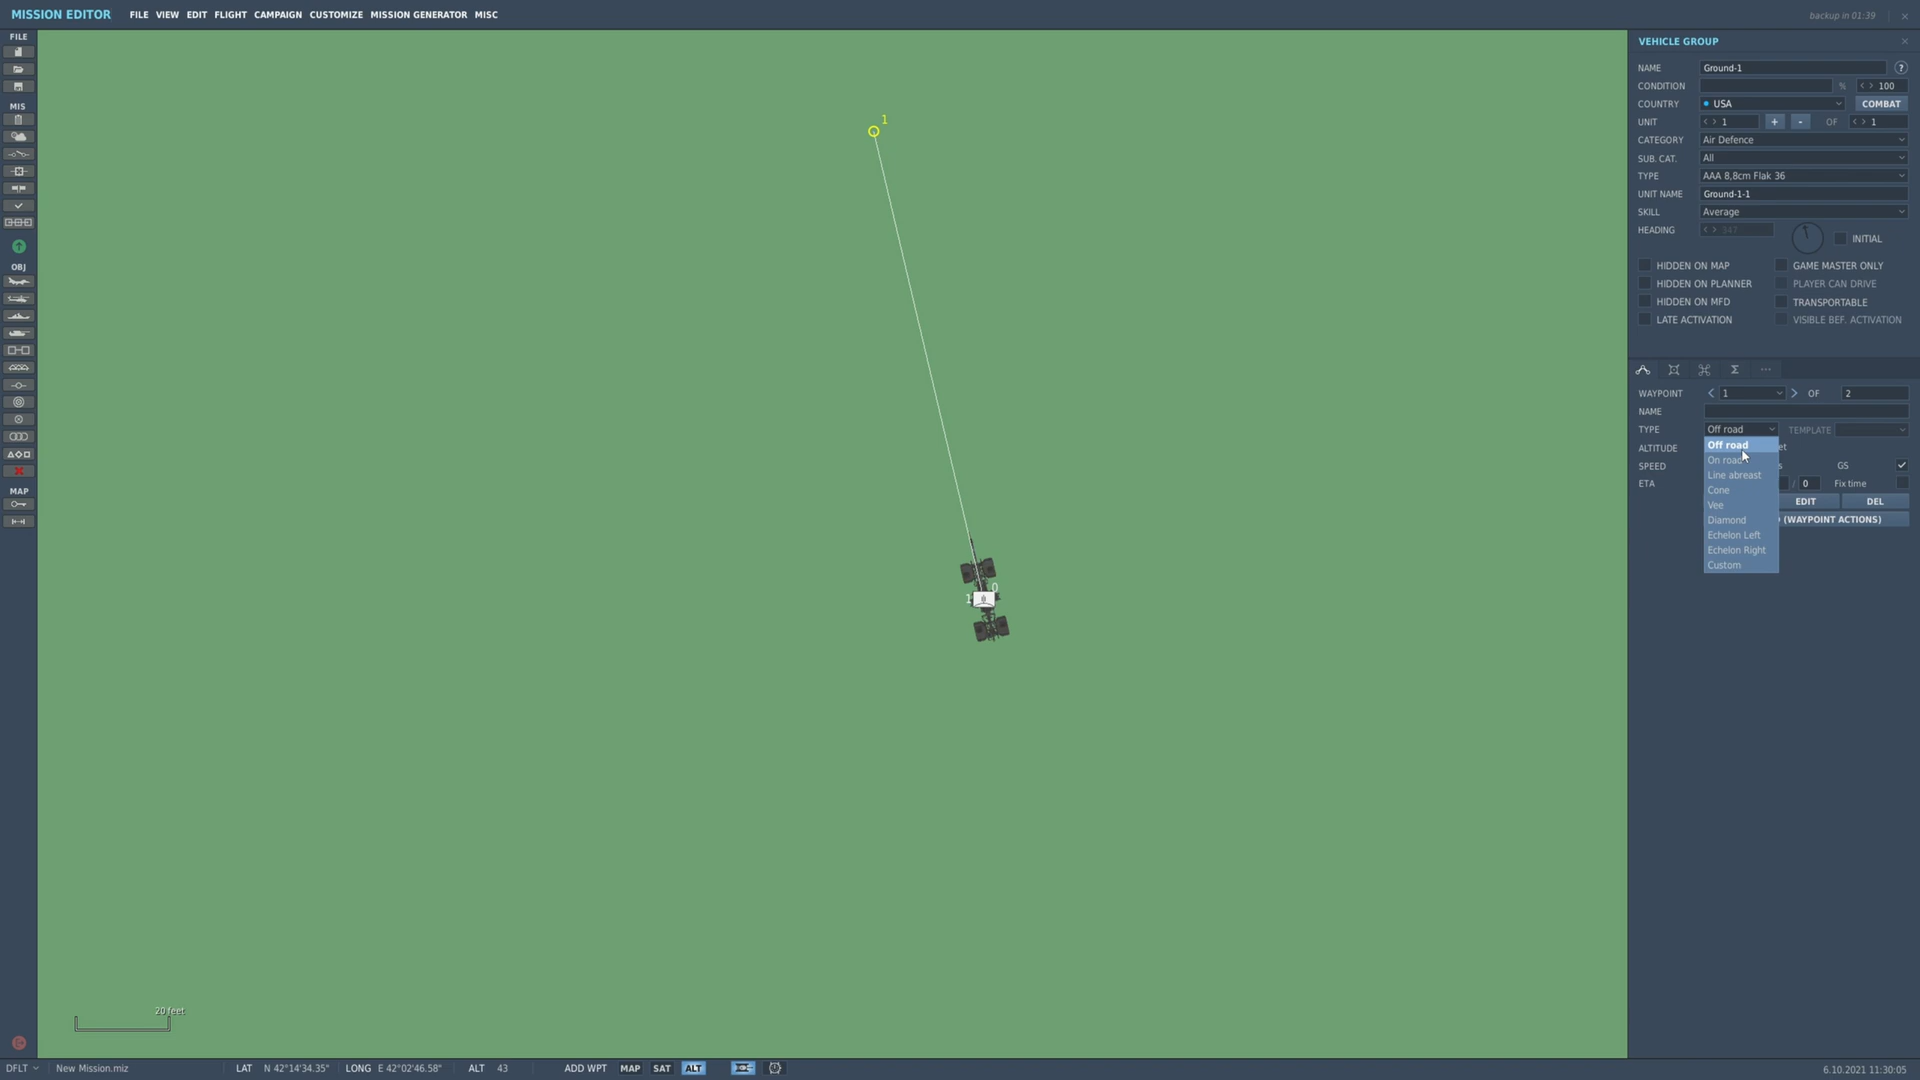 MISSION EDITOR FILE VIEW EDIT FLIGHT CAMPAIGN CUSTOMIZE MISSION GENERATOR MISC backup in 01:39 ×
FILE
MIS
OBJ
MAP
1
1 0
20 feet
VEHICLE GROUP ×
NAME Ground-1 ?
CONDITION % < > 100
COUNTRY USA COMBAT
UNIT < > 1 + - OF < > 1
CATEGORY Air Defence
SUB. CAT. All
TYPE AAA 8,8cm Flak 36
UNIT NAME Ground-1-1
SKILL Average
HEADING < > 347 INITIAL
HIDDEN ON MAP GAME MASTER ONLY
HIDDEN ON PLANNER PLAYER CAN DRIVE
HIDDEN ON MFD TRANSPORTABLE
LATE ACTIVATION VISIBLE BEF. ACTIVATION
Σ ...
WAYPOINT < 1 > OF 2
NAME
TYPE Off road TEMPLATE
ALTITUDE Off road et
SPEED On road s GS
Line abreast
ETA Cone / 0 Fix time
Vee EDIT DEL
Diamond (WAYPOINT ACTIONS)
Echelon Left
Echelon Right
Custom
DFLT New Mission.miz LAT N 42°14'34.35" LONG E 42°02'46.58" ALT 43 ADD WPT MAP SAT ALT 6.10.2021 11:30:05